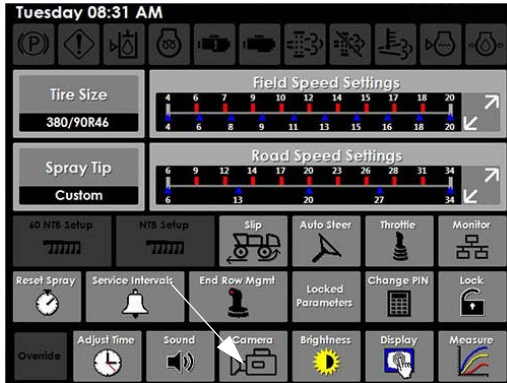 Tuesday 08:31 AM
(P)
Tire Size
380/90R46
Field Speed Settings
4 6 7 9 10 12 14 15 17 18 20
4 6 8 9 11 13 15 16 18 20
Spray Tip
Custom
Road Speed Settings
6 9 12 14 17 20 23 26 28 31 34
6 13 20 27 34
60 NTB Setup
NTB Setup
Slip
Auto Steer
Throttle
Monitor
Reset Spray
Service Intervals
End Row Mgmt
Locked
Parameters
Change PIN
Lock
Override
Adjust Time
Sound
Camera
Brightness
Display
Measure